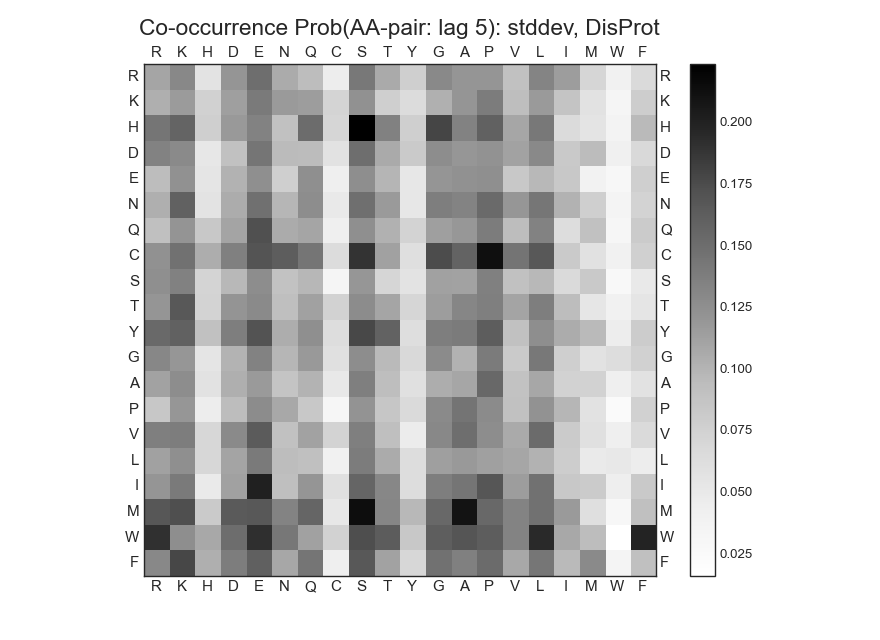 Co-occurrence Prob(AA-pair: lag 5): stddev, DisProt
R K H D E N Q C S T Y G A P V L I M W F
R R
K K
H H
D D
E E
N N
Q Q
C C
S S
T T
Y Y
G G
A A
P P
V V
L L
I I
M M
W W
F F
R K H D E N Q C S T Y G A P V L I M W F
0.200
0.175
0.150
0.125
0.100
0.075
0.050
0.025